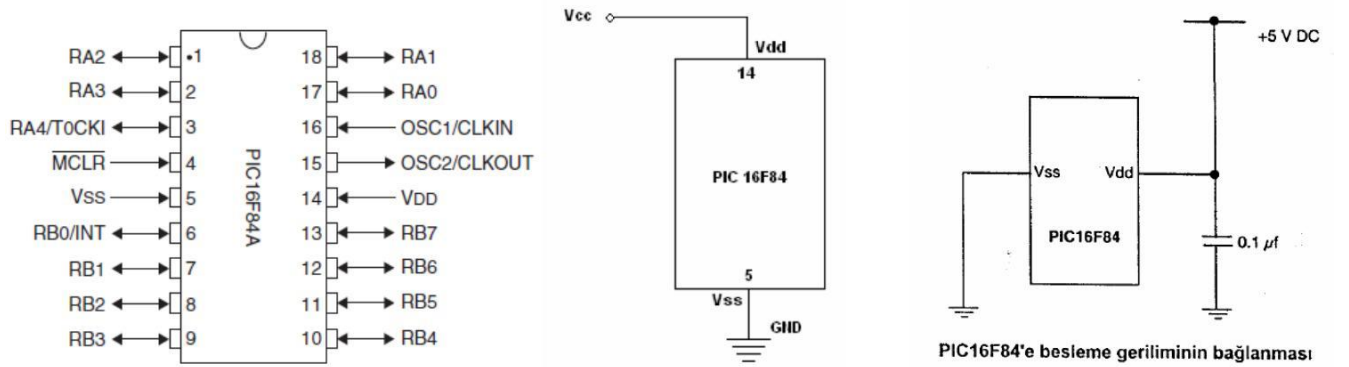 RA2 •1 18 RA1
RA3 2 17 RA0
RA4/T0CKI 3 16 OSC1/CLKIN
MCLR 4 15 OSC2/CLKOUT
VSS 5 14 VDD
RB0/INT 6 13 RB7
RB1 7 12 RB6
RB2 8 11 RB5
RB3 9 10 RB4
PIC16F84A
Vcc
Vdd
14
PIC 16F84
5
Vss
GND
+5 V DC
Vss Vdd
PIC16F84
0.1 µf
PIC16F84'e besleme geriliminin bağlanması